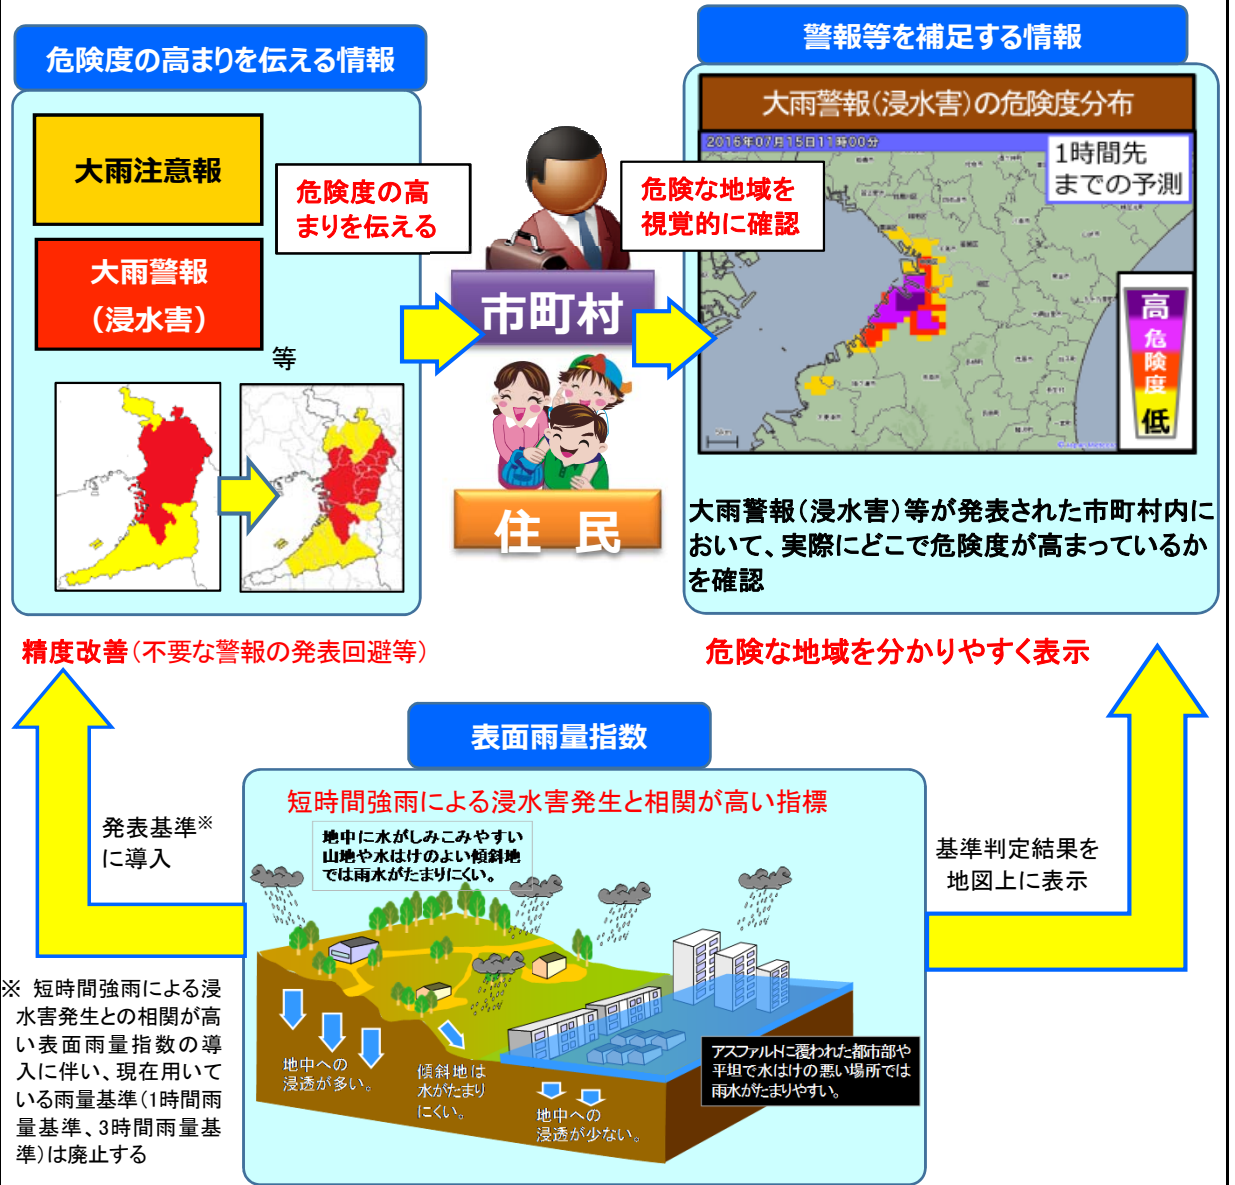 危険度の高まりを伝える情報
大雨注意報
大雨警報
(浸水害)
等
危険度の高
まりを伝える
市町村
住 民
危険な地域を
視覚的に確認
警報等を補足する情報
大雨警報(浸水害)の危険度分布
2016年07月15日11時00分
1時間先
までの予測
高
危
険
度
低
大雨警報(浸水害)等が発表された市町村内に
おいて、実際にどこで危険度が高まっているか
を確認
精度改善(不要な警報の発表回避等)
危険な地域を分かりやすく表示
表面雨量指数
短時間強雨による浸水害発生と相関が高い指標
発表基準※
に導入
地中に水がしみこみやすい
山地や水はけのよい傾斜地
では雨水がたまりにくい。
地中への
浸透が多い。
傾斜地は
水がたまり
にくい。
地中への
浸透が少ない。
アスファルトに覆われた都市部や
平坦で水はけの悪い場所では
雨水がたまりやすい。
基準判定結果を
地図上に表示
※ 短時間強雨による浸
水害発生との相関が高
い表面雨量指数の導
入に伴い、現在用いて
いる雨量基準(1時間雨
量基準、3時間雨量基
準)は廃止する